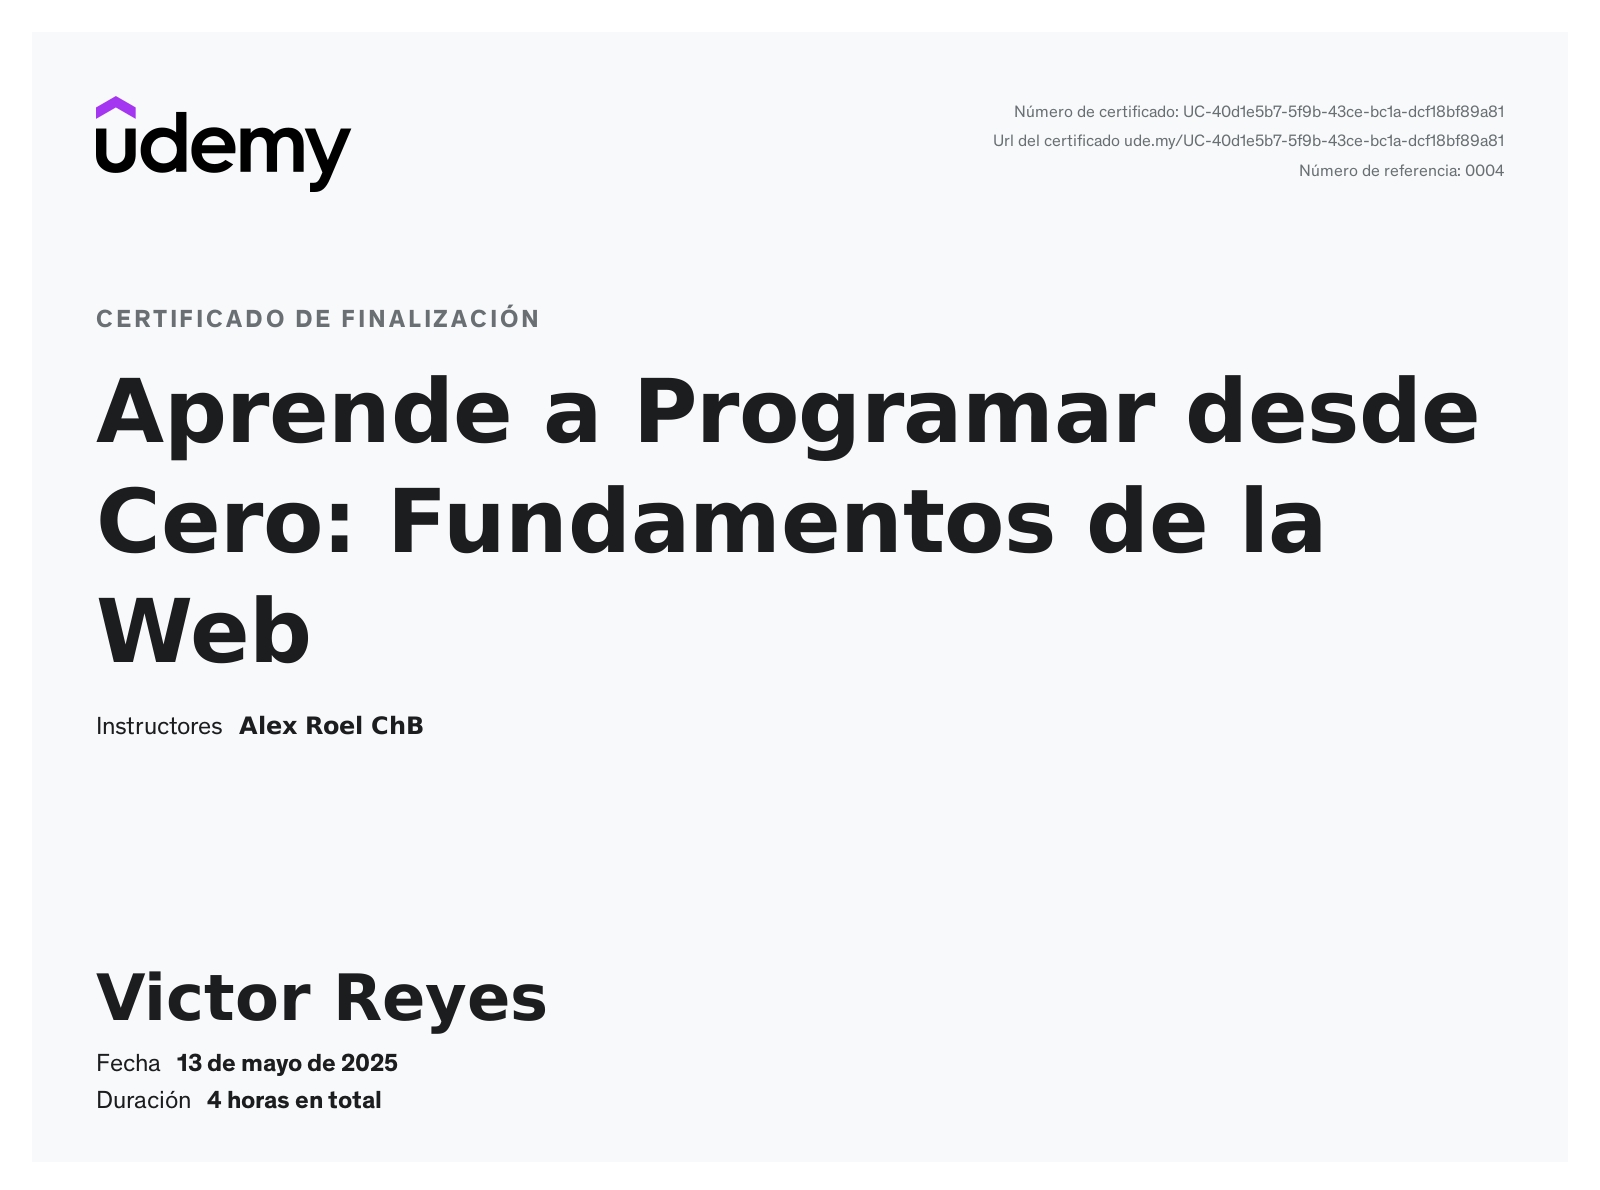 udemy
Número de certificado: UC-40d1e5b7-5f9b-43ce-bc1a-dcf18bf89a81
Url del certificado ude.my/UC-40d1e5b7-5f9b-43ce-bc1a-dcf18bf89a81
Número de referencia: 0004
CERTIFICADO DE FINALIZACIÓN
Aprende a Programar desde
Cero: Fundamentos de la
Web
Instructores Alex Roel ChB
Victor Reyes
Fecha 13 de mayo de 2025
Duración 4 horas en total